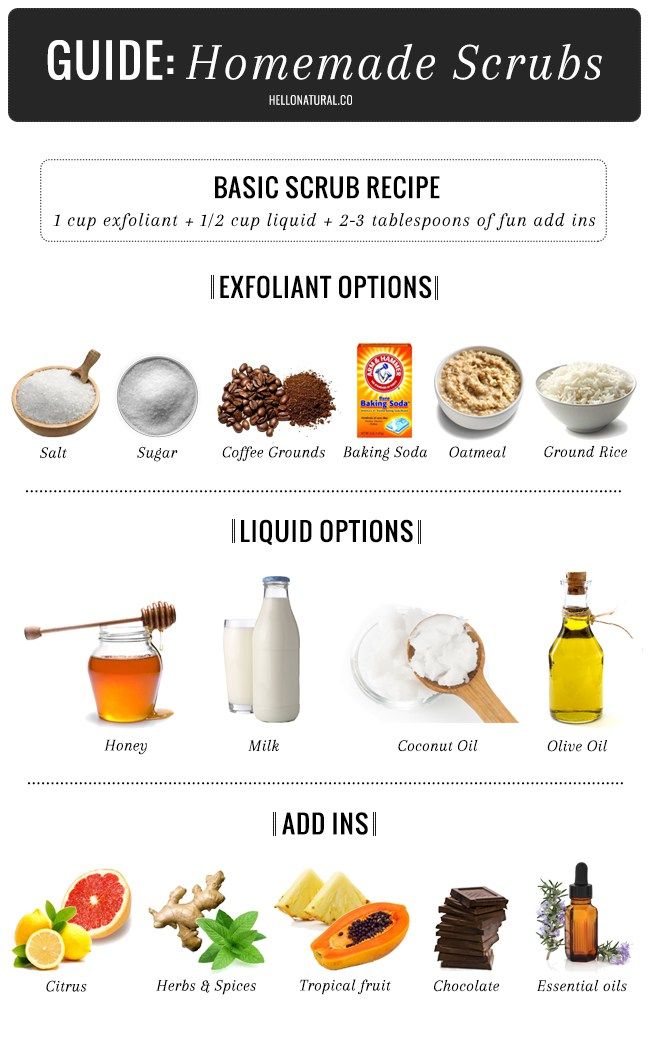 GUIDE: Homemade Scrubs
HELLONATURAL.CO
BASIC SCRUB RECIPE
1 cup exfoliant + 1/2 cup liquid + 2-3 tablespoons of fun add ins
EXFOLIANT OPTIONS
ARM & HAMMER
Pure
Baking Soda
Salt
Sugar
Coffee Grounds
Baking Soda
Oatmeal
Ground Rice
LIQUID OPTIONS
Honey
Milk
Coconut Oil
Olive Oil
ADD INS
Citrus
Herbs & Spices
Tropical fruit
Chocolate
Essential oils